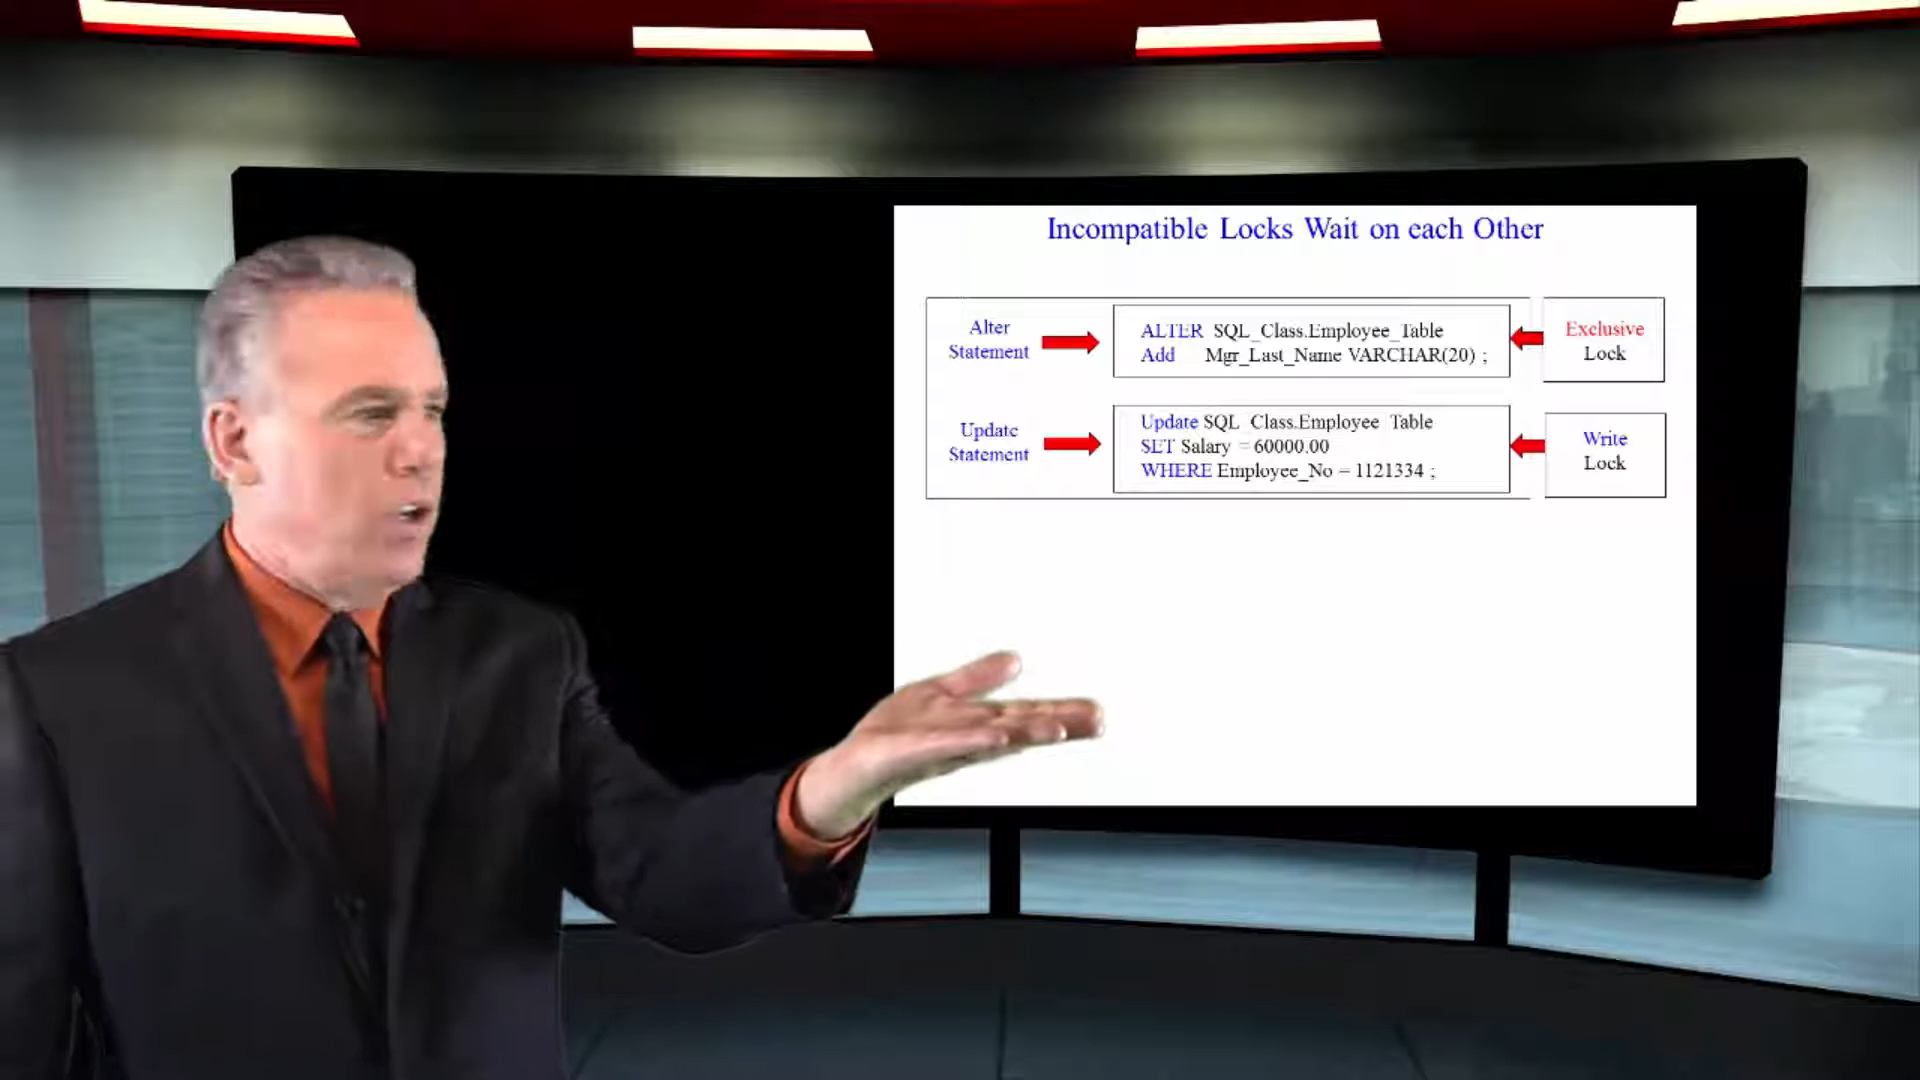 Incompatible Locks Wait on each Other
Alter
Statement
ALTER SQL_Class.Employee_Table
Add Mgr_Last_Name VARCHAR(20) ;
Exclusive
Lock
Update
Statement
Update SQL_Class.Employee_Table
SET Salary = 60000.00
WHERE Employee_No = 1121334 ;
Write
Lock